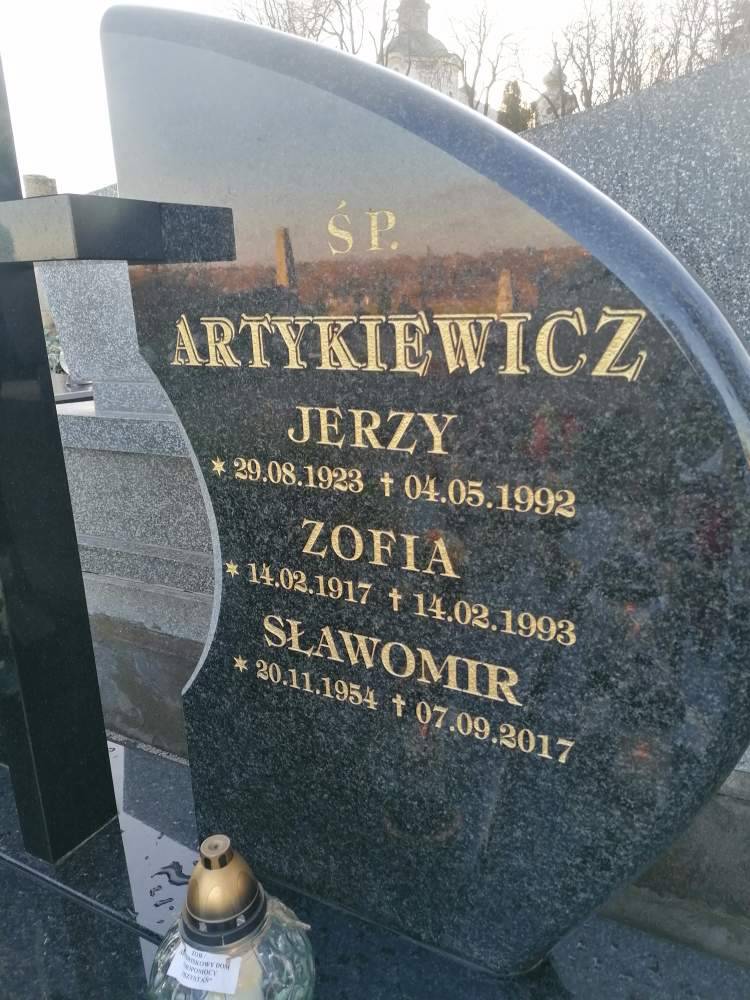 Ś P.
ARTYKIEWICZ
JERZY
* 29.08.1923 † 04.05.1992
ZOFIA
* 14.02.1917 † 14.02.1993
SŁAWOMIR
* 20.11.1954 † 07.09.2017
DOM